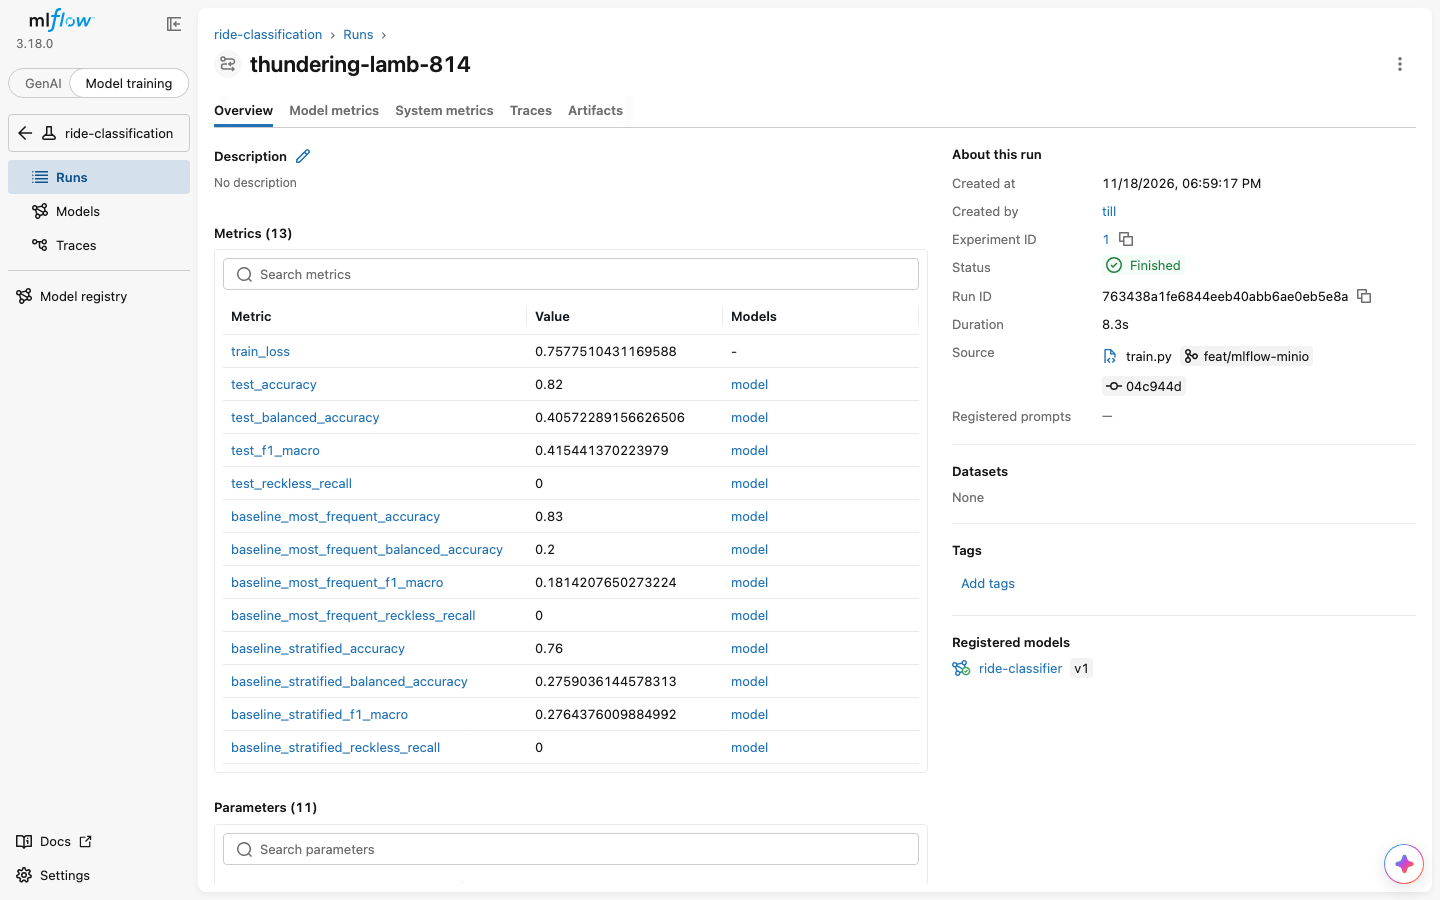 mlflow
3.18.0
GenAI Model training
ride-classification
Runs
Models
Traces
Model registry
Docs
Settings
ride-classification › Runs ›
thundering-lamb-814
Overview Model metrics System metrics Traces Artifacts
Description
No description
Metrics (13)
Search metrics
Metric Value Models
train_loss 0.7577510431169588 -
test_accuracy 0.82 model
test_balanced_accuracy 0.40572289156626506 model
test_f1_macro 0.415441370223979 model
test_reckless_recall 0 model
baseline_most_frequent_accuracy 0.83 model
baseline_most_frequent_balanced_accuracy 0.2 model
baseline_most_frequent_f1_macro 0.1814207650273224 model
baseline_most_frequent_reckless_recall 0 model
baseline_stratified_accuracy 0.76 model
baseline_stratified_balanced_accuracy 0.2759036144578313 model
baseline_stratified_f1_macro 0.2764376009884992 model
baseline_stratified_reckless_recall 0 model
Parameters (11)
Search parameters
About this run
Created at 11/18/2026, 06:59:17 PM
Created by till
Experiment ID 1
Status Finished
Run ID 763438a1fe6844eeb40abb6ae0eb5e8a
Duration 8.3s
Source train.py feat/mlflow-minio
04c944d
Registered prompts —
Datasets
None
Tags
Add tags
Registered models
ride-classifier v1